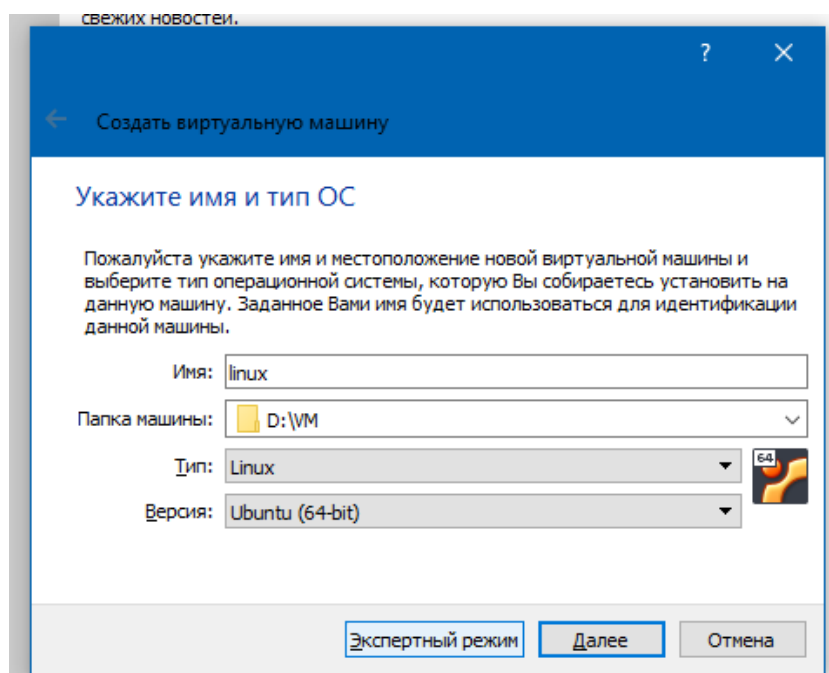 свежих новостей.
?
Создать виртуальную машину
Укажите имя и тип ОС
Пожалуйста укажите имя и местоположение новой виртуальной машины и
выберите тип операционной системы, которую Вы собираетесь установить на
данную машину. Заданное Вами имя будет использоваться для идентификации
данной машины.
Имя: linux
Папка машины: D:\VM
Тип: Linux
64
Версия: Ubuntu (64-bit)
Экспертный режим Далее Отмена